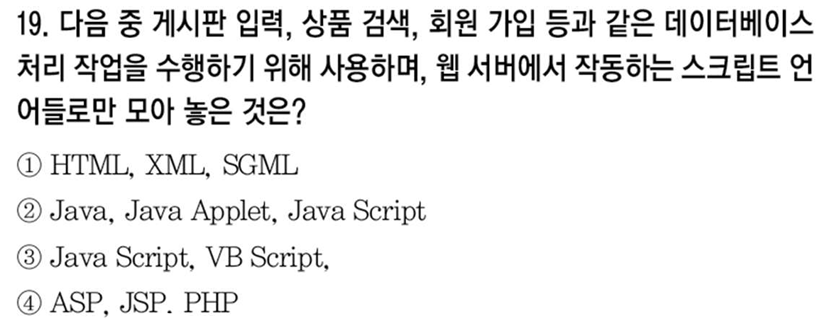 19. 다음 중 게시판 입력, 상품 검색, 회원 가입 등과 같은 데이터베이스
처리 작업을 수행하기 위해 사용하며, 웹 서버에서 작동하는 스크립트 언
어들로만 모아 놓은 것은?
① HTML, XML, SGML
② Java, Java Applet, Java Script
③ Java Script, VB Script,
④ ASP, JSP. PHP